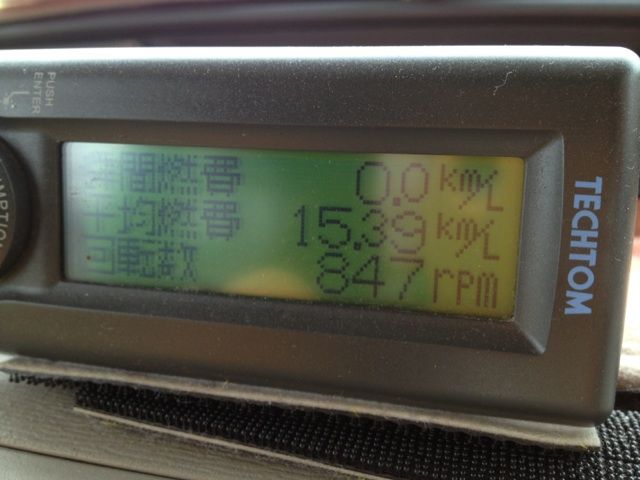 PUSH
ENTER
瞬間燃費 0.0 km/L
平均燃費 15.39 km/L
回転数 847 rpm
TECHTOM